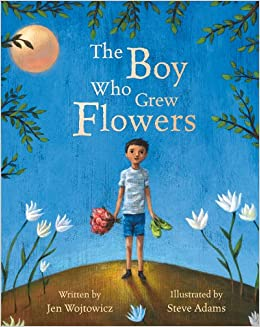 The Boy
Who Grew
Flowers
Written by
Jen Wojtowicz
Illustrated by
Steve Adams